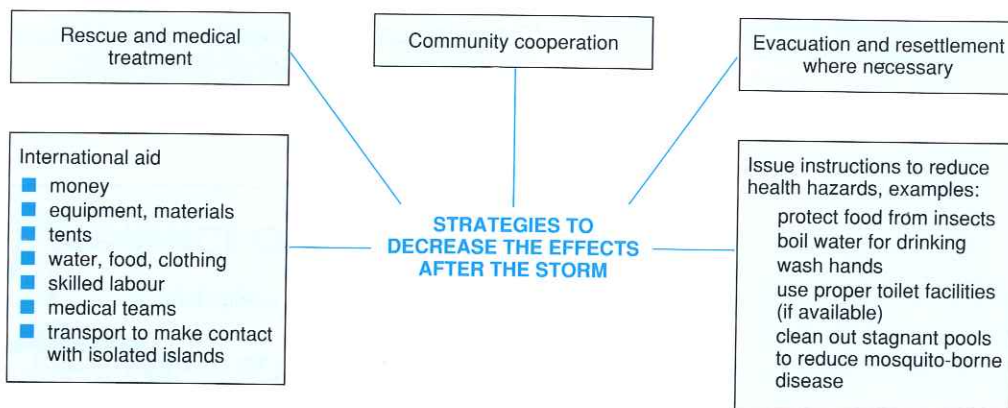 Rescue and medical
treatment
Community cooperation
Evacuation and resettlement
where necessary
International aid
money
equipment, materials
tents
water, food, clothing
skilled labour
medical teams
transport to make contact
with isolated islands
STRATEGIES TO
DECREASE THE EFFECTS
AFTER THE STORM
Issue instructions to reduce
health hazards, examples:
protect food from insects
boil water for drinking
wash hands
use proper toilet facilities
(if available)
clean out stagnant pools
to reduce mosquito-borne
disease